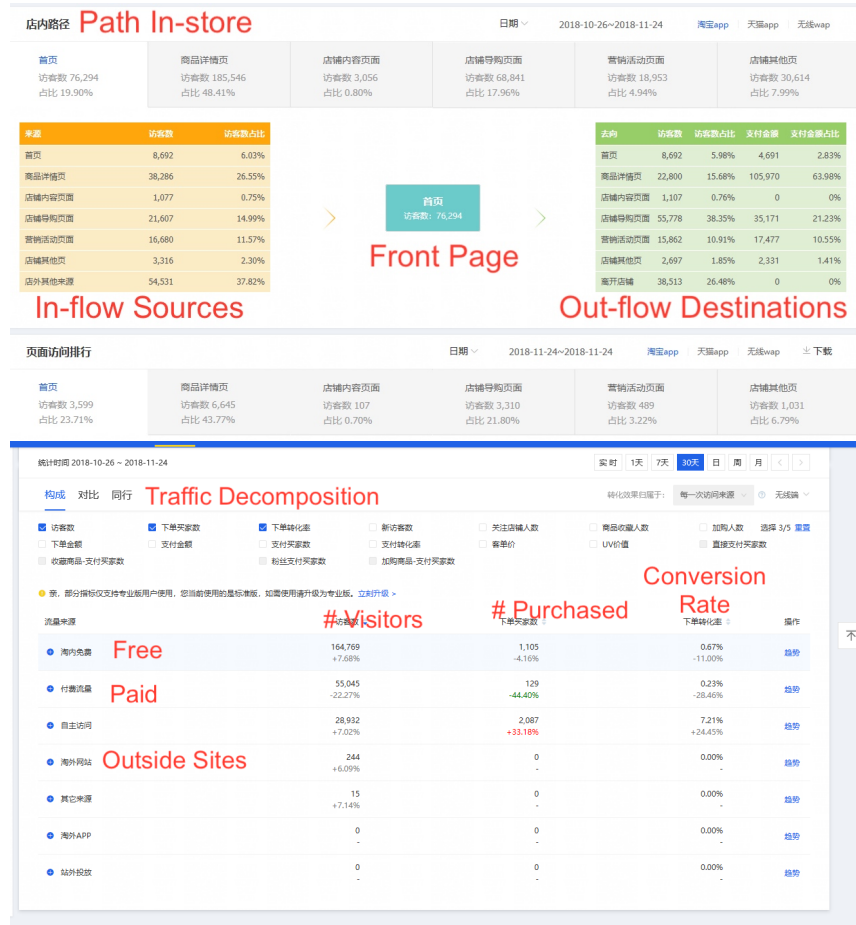 店内路径 Path In-store 日期 2018-10-26~2018-11-24 淘宝app 天猫app 无线wap
首页 商品详情页 店铺内容页面 店铺导购页面 营销活动页面 店铺其他页
访客数 76,294 访客数 185,546 访客数 3,056 访客数 68,841 访客数 18,953 访客数 30,614
占比 19.90% 占比 48.41% 占比 0.80% 占比 17.96% 占比 4.94% 占比 7.99%
来源 访客数 访客数占比 去向 访客数 访客数占比 支付金额 支付金额占比
首页 8,692 6.03% 首页 8,692 5.98% 4,691 2.83%
商品详情页 38,286 26.55% 商品详情页 22,800 15.68% 105,970 63.98%
店铺内容页面 1,077 0.75% 店铺内容页面 1,107 0.76% 0 0%
首页
访客数: 76,294
店铺导购页面 21,607 14.99% 店铺导购页面 55,778 38.35% 35,171 21.23%
营销活动页面 16,680 11.57% 营销活动页面 15,862 10.91% 17,477 10.55%
Front Page
店铺其他页 3,316 2.30% 店铺其他页 2,697 1.85% 2,331 1.41%
店外其他来源 54,531 37.82% 离开店铺 38,513 26.48% 0 0%
In-flow Sources Out-flow Destinations
页面访问排行 日期 2018-11-24~2018-11-24 淘宝app 天猫app 无线wap 下载
首页 商品详情页 店铺内容页面 店铺导购页面 营销活动页面 店铺其他页
访客数 3,599 访客数 6,645 访客数 107 访客数 3,310 访客数 489 访客数 1,031
占比 23.71% 占比 43.77% 占比 0.70% 占比 21.80% 占比 3.22% 占比 6.79%
统计时间 2018-10-26 ~ 2018-11-24 实时 1天 7天 30天 日 周 月 < >
构成 对比 同行 Traffic Decomposition 转化效果归属于: 每一次访问来源 无线端
访客数 下单买家数 下单转化率 新访客数 关注店铺人数 商品收藏人数 加购人数 选择 3/5 重置
下单金额 支付金额 支付买家数 支付转化率 客单价 UV价值 直接支付买家数
收藏商品-支付买家数 粉丝支付买家数 加购商品-支付买家数
亲，部分指标仅支持专业版用户使用，您当前使用的是标准版，如需使用请升级为专业版。立刻升级 >
Conversion
Rate
# Visitors # Purchased
流量来源 访客数 下单买家数 下单转化率 操作
淘内免费 Free 164,769 1,105 0.67% 趋势
+7.68% -4.16% -11.00%
付费流量 Paid 55,045 129 0.23% 趋势
-22.27% -44.40% -28.46%
自主访问 28,932 2,087 7.21% 趋势
+7.02% +33.18% +24.45%
淘外网站 Outside Sites 244 0 0.00% 趋势
+6.09% - -
其它来源 15 0 0.00% 趋势
+7.14% - -
淘外APP 0 0 0.00% 趋势
- - -
站外投放 0 0 0.00% 趋势
- - -